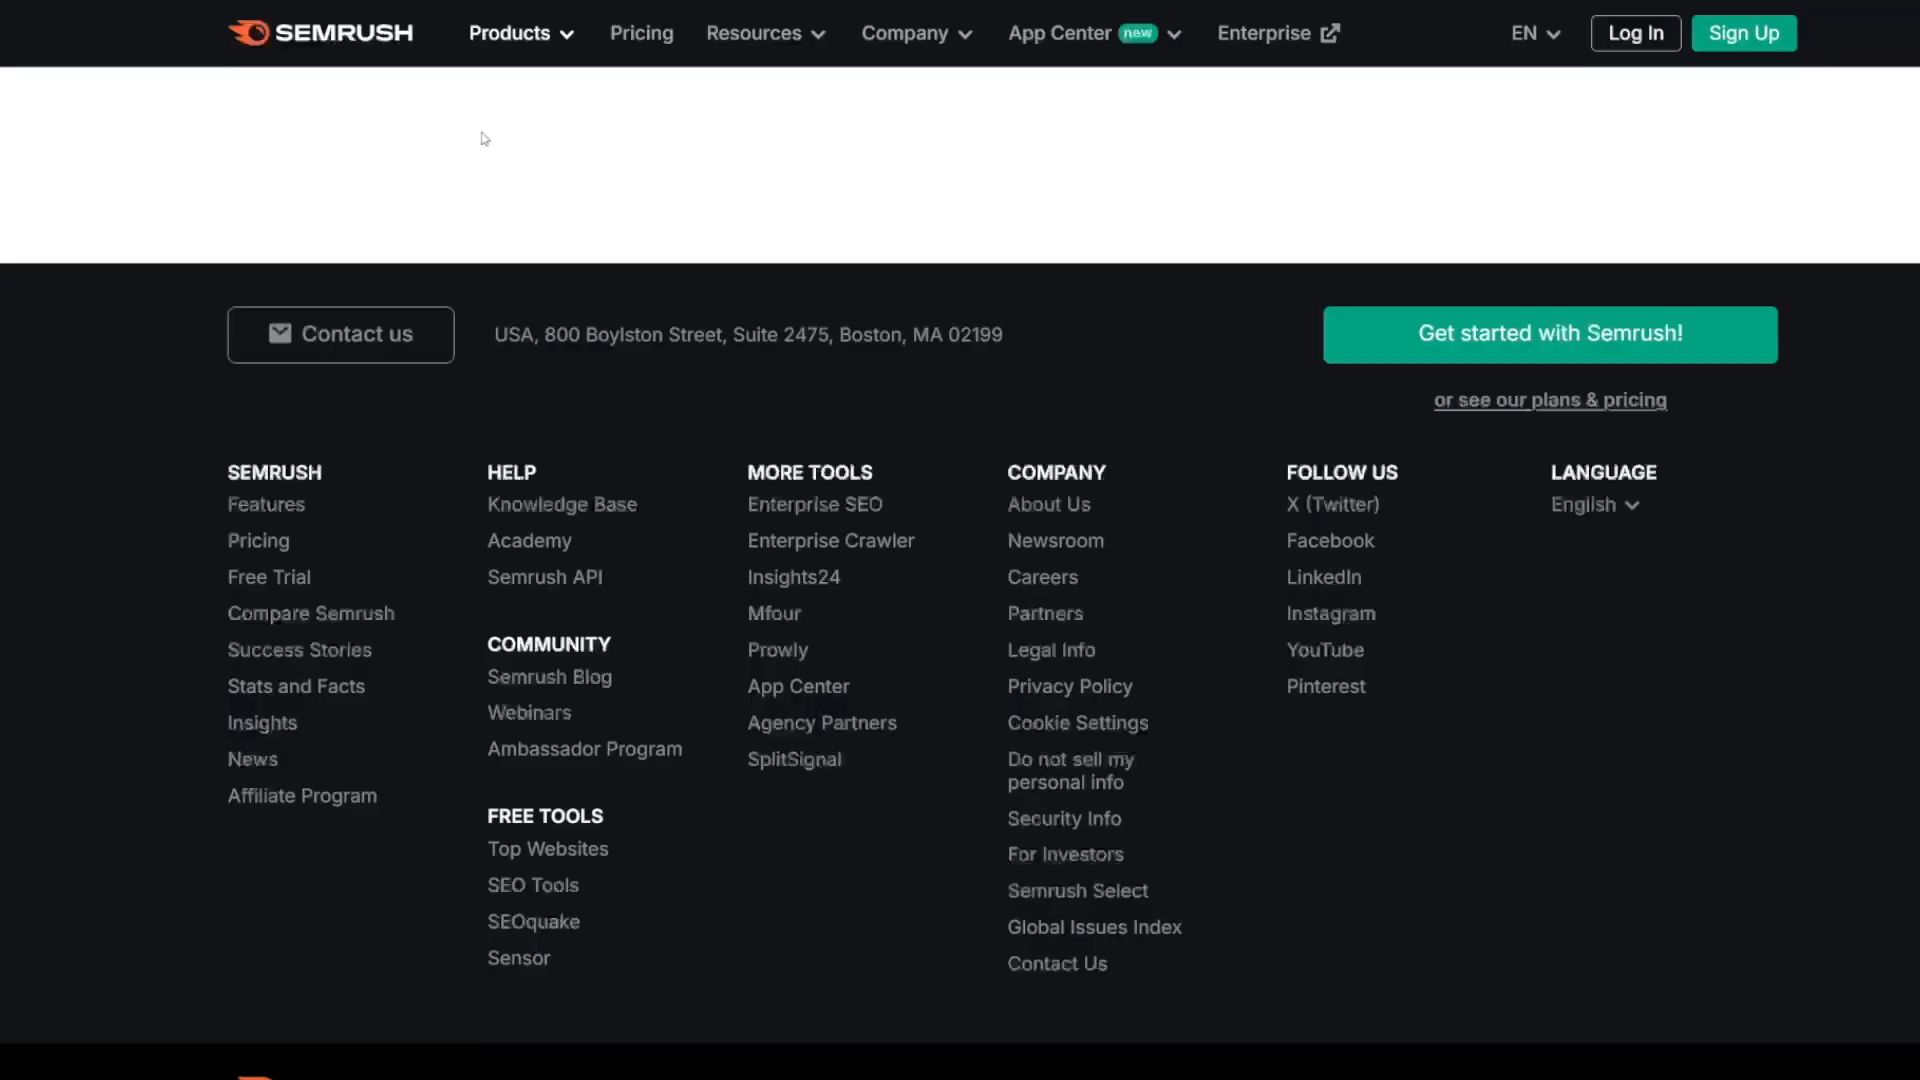 SEMRUSH Products Pricing Resources Company App Center new Enterprise EN Log In Sign Up
Contact us
USA, 800 Boylston Street, Suite 2475, Boston, MA 02199
Get started with Semrush!
or see our plans & pricing
SEMRUSH
Features
Pricing
Free Trial
Compare Semrush
Success Stories
Stats and Facts
Insights
News
Affiliate Program
HELP
Knowledge Base
Academy
Semrush API
COMMUNITY
Semrush Blog
Webinars
Ambassador Program
FREE TOOLS
Top Websites
SEO Tools
SEOquake
Sensor
MORE TOOLS
Enterprise SEO
Enterprise Crawler
Insights24
Mfour
Prowly
App Center
Agency Partners
SplitSignal
COMPANY
About Us
Newsroom
Careers
Partners
Legal Info
Privacy Policy
Cookie Settings
Do not sell my
personal info
Security Info
For Investors
Semrush Select
Global Issues Index
Contact Us
FOLLOW US
X (Twitter)
Facebook
LinkedIn
Instagram
YouTube
Pinterest
LANGUAGE
English